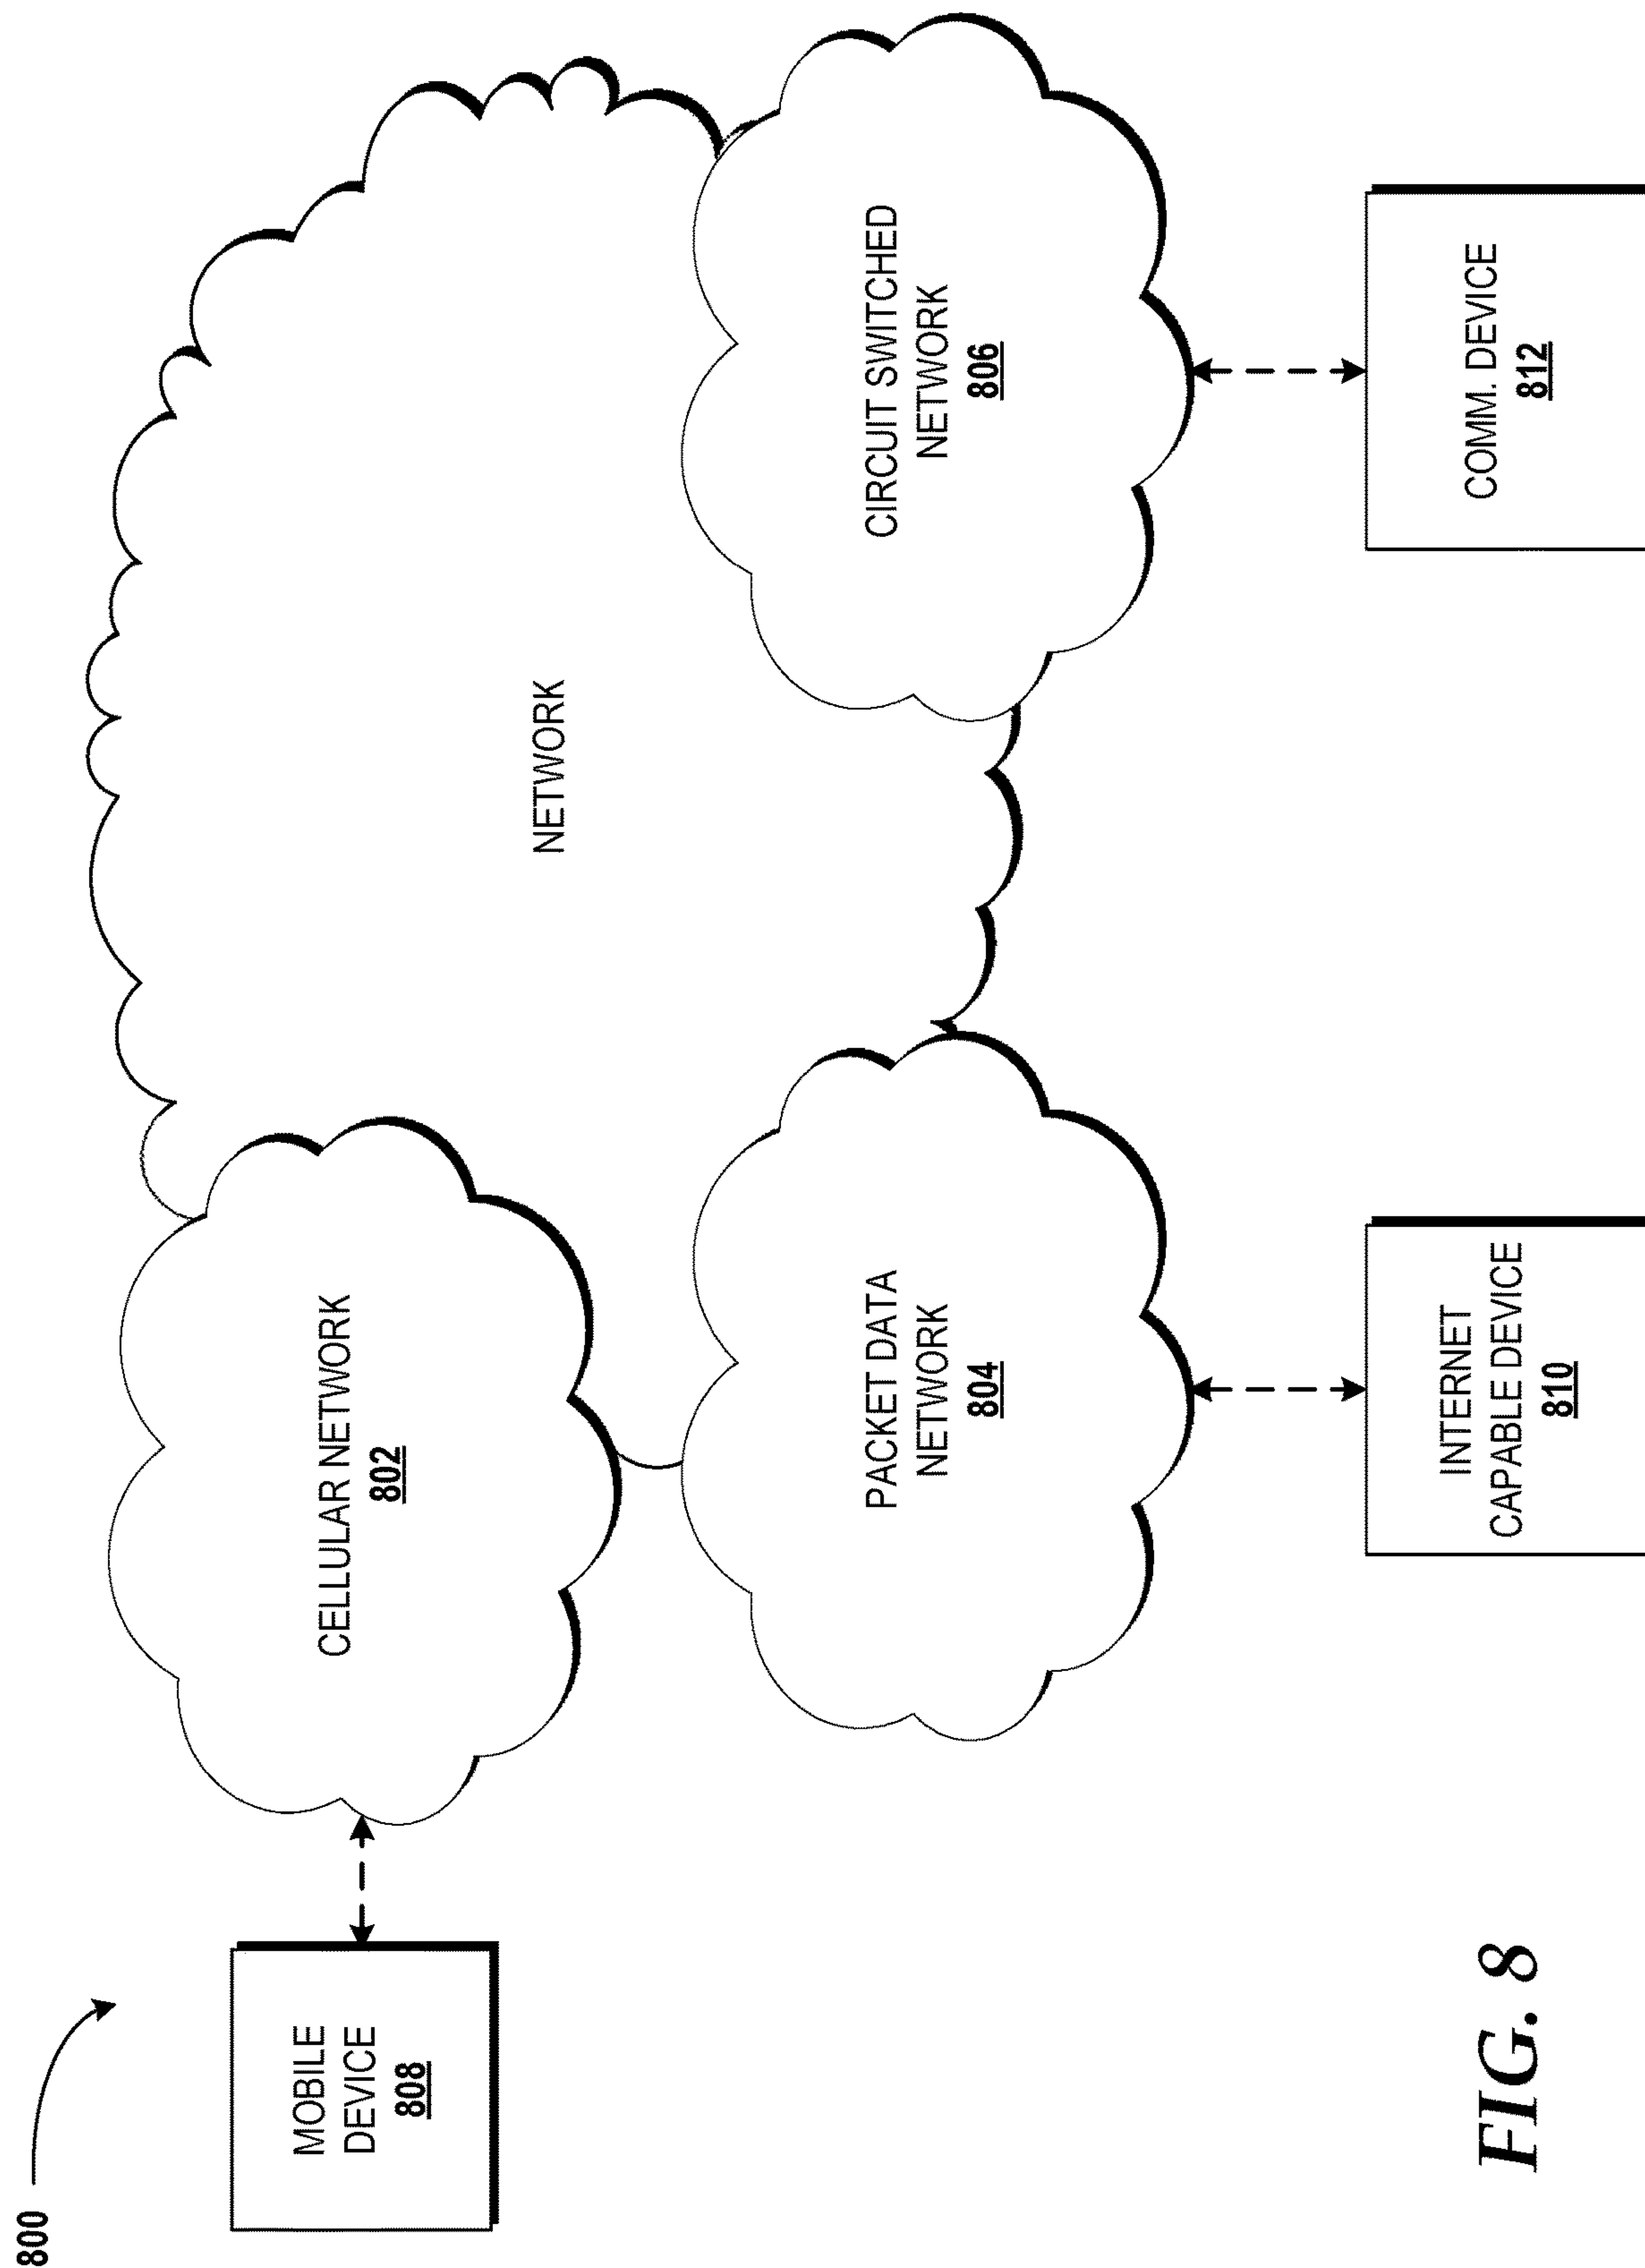 800
MOBILE
DEVICE
808
CELLULAR NETWORK
802
NETWORK
PACKET DATA
NETWORK
804
CIRCUIT SWITCHED
NETWORK
806
INTERNET
CAPABLE DEVICE
810
COMM. DEVICE
812
FIG. 8